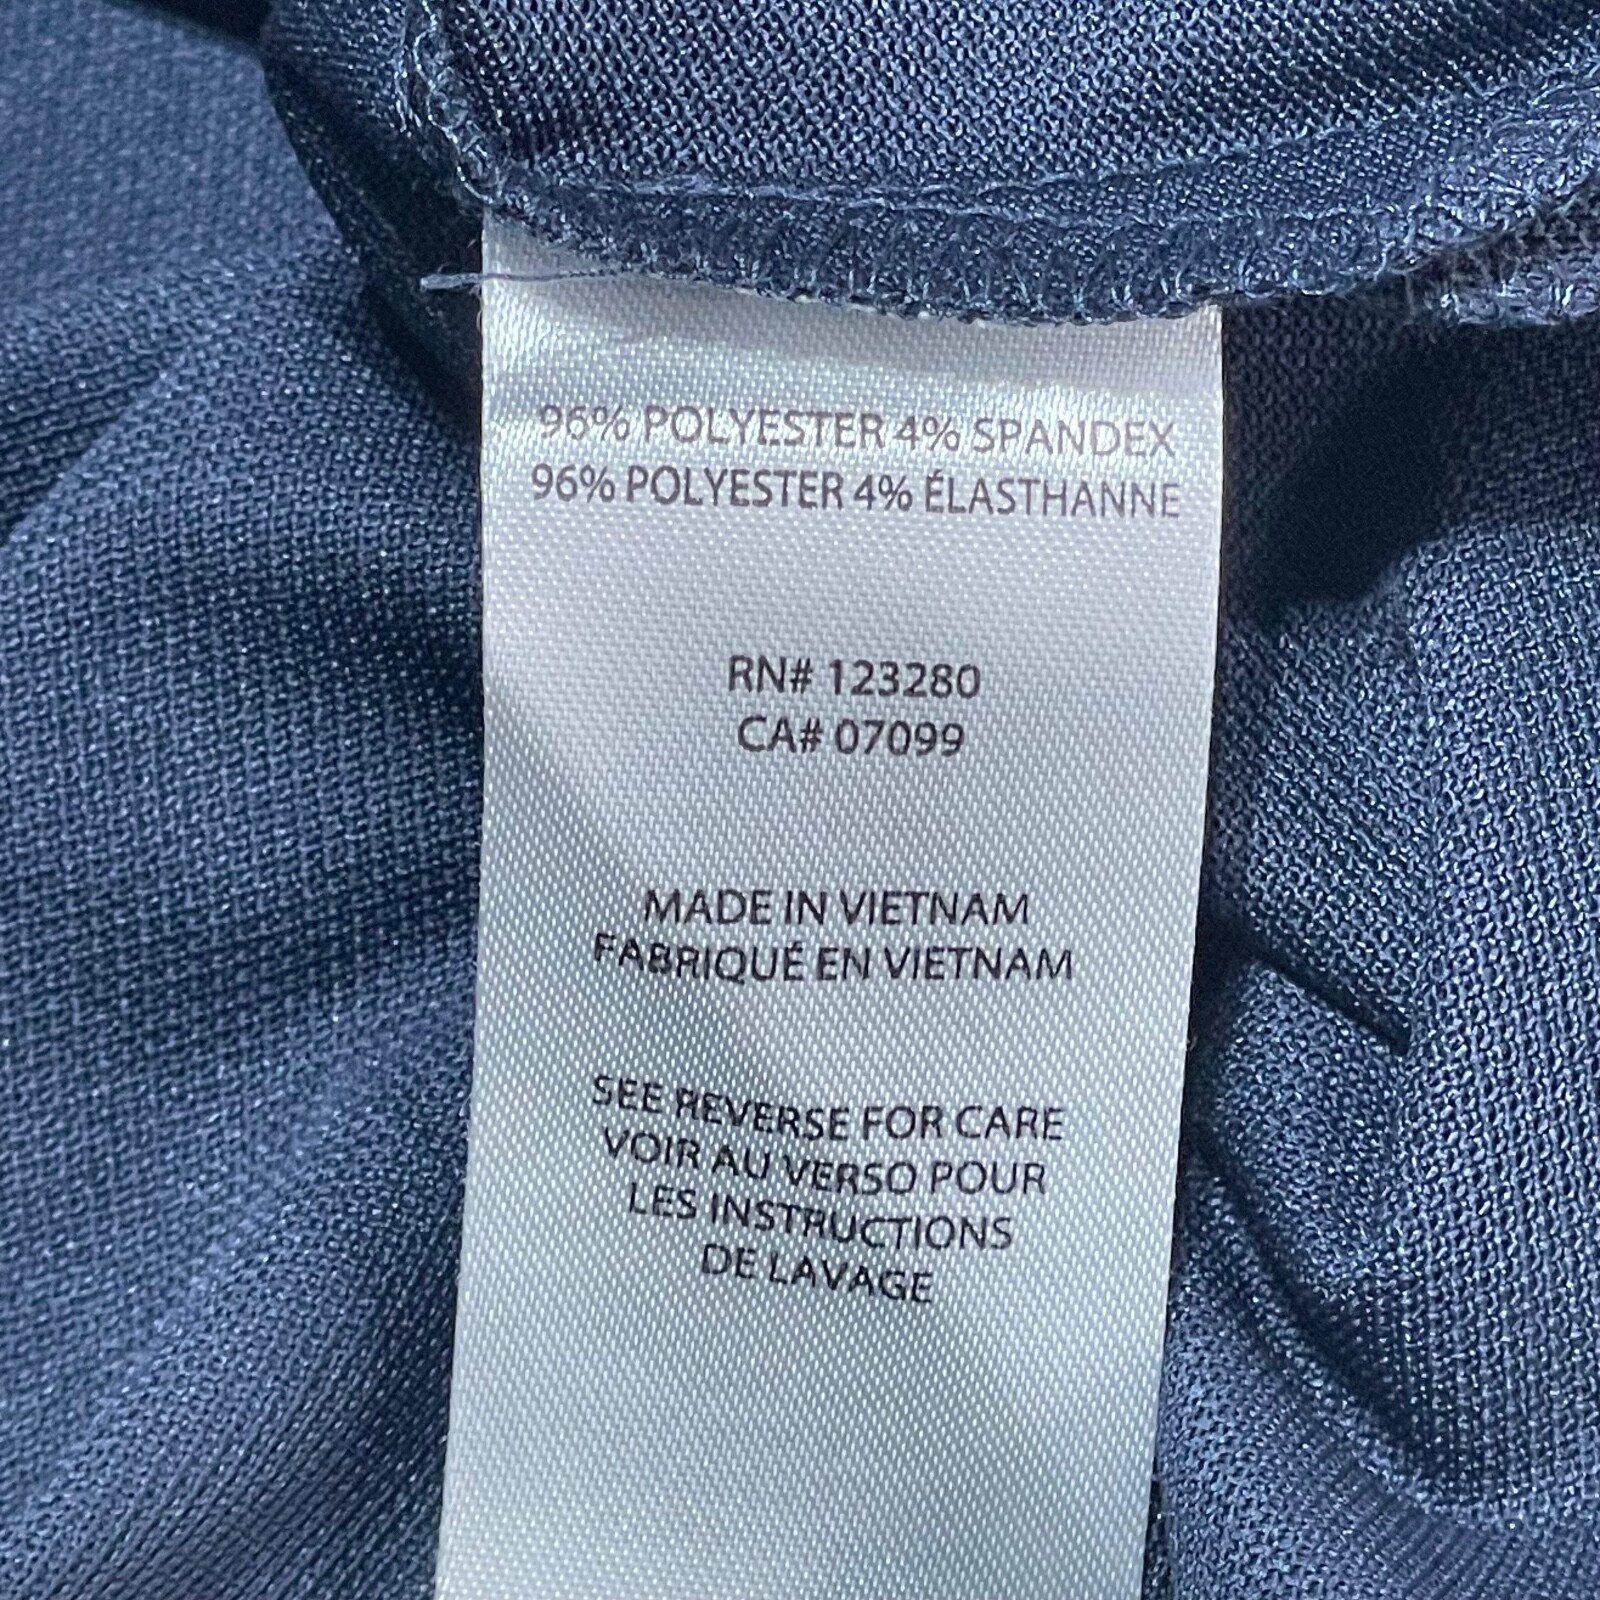 96% POLYESTER 4% SPANDEX
96% POLYESTER 4% ÉLASTHANNE
RN# 123280
CA# 07099
MADE IN VIETNAM
FABRIQUÉ EN VIETNAM
SEE REVERSE FOR CARE
VOIR AU VERSO POUR
LES INSTRUCTIONS
DE LAVAGE